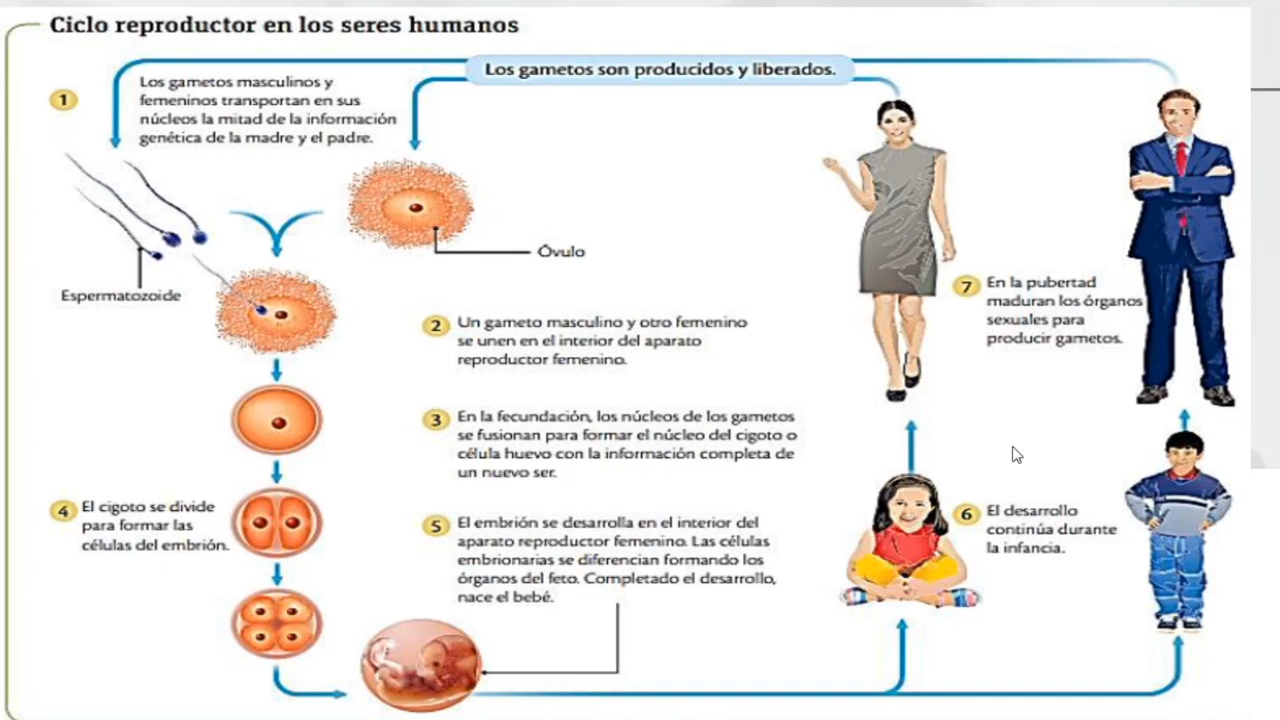 Ciclo reproductor en los seres humanos
Los gametos son producidos y liberados.
1
Los gametos masculinos y
femeninos transportan en sus
núcleos la mitad de la información
genética de la madre y el padre.
Espermatozoide
Óvulo
2
Un gameto masculino y otro femenino
se unen en el interior del aparato
reproductor femenino.
3
En la fecundación, los núcleos de los gametos
se fusionan para formar el núcleo del cigoto o
célula huevo con la información completa de
un nuevo ser.
4
El cigoto se divide
para formar las
células del embrión.
5
El embrión se desarrolla en el interior del
aparato reproductor femenino. Las células
embrionarias se diferencian formando los
órganos del feto. Completado el desarrollo,
nace el bebé.
6
El desarrollo
continúa durante
la infancia.
7
En la pubertad
maduran los órganos
sexuales para
producir gametos.